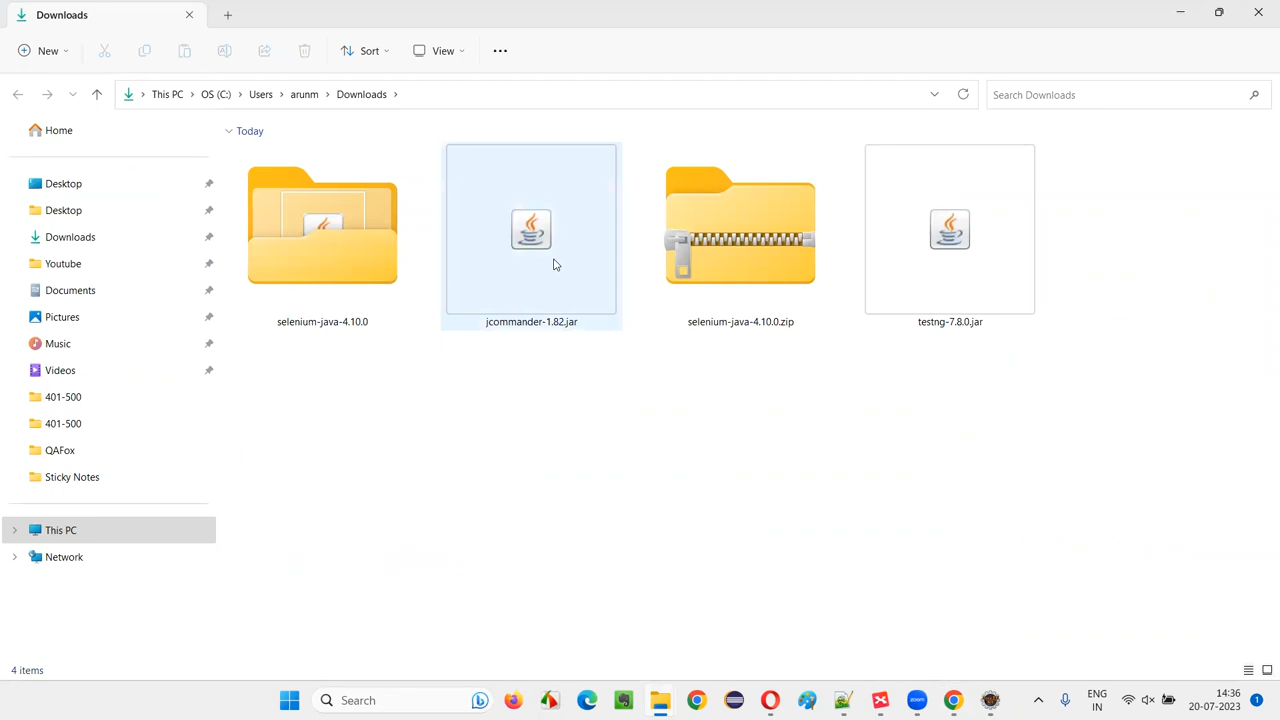 Downloads
New
Sort
View
This PC
OS (C:)
Users
arunm
Downloads
Search Downloads
Home
Today
Desktop
Desktop
Downloads
Youtube
Documents
Pictures
Music
Videos
401-500
401-500
QAFox
Sticky Notes
This PC
Network
selenium-java-4.10.0
jcommander-1.82.jar
selenium-java-4.10.0.zip
testng-7.8.0.jar
4 items
Search
zoom
ENG
IN
14:36
20-07-2023
1